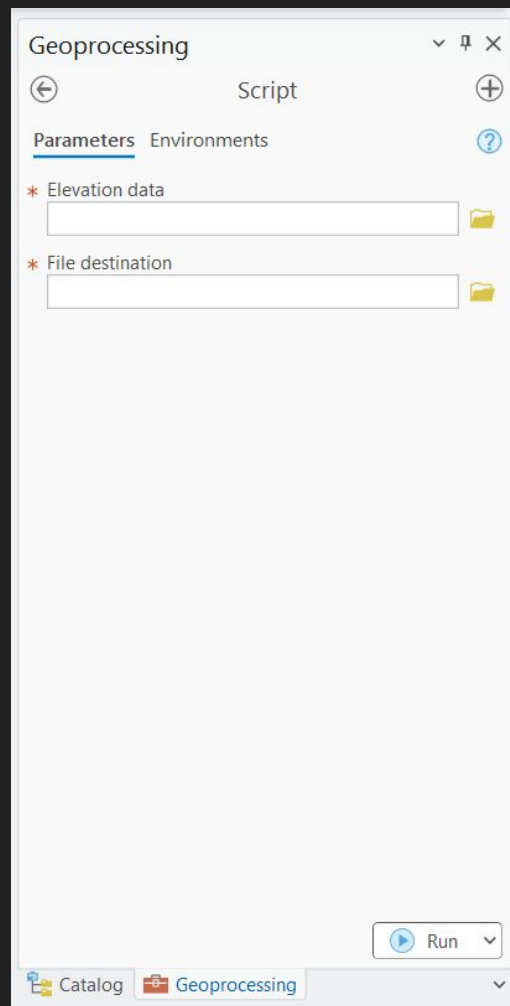 Geoprocessing
Script
Parameters Environments
* Elevation data
* File destination
Run
Catalog Geoprocessing